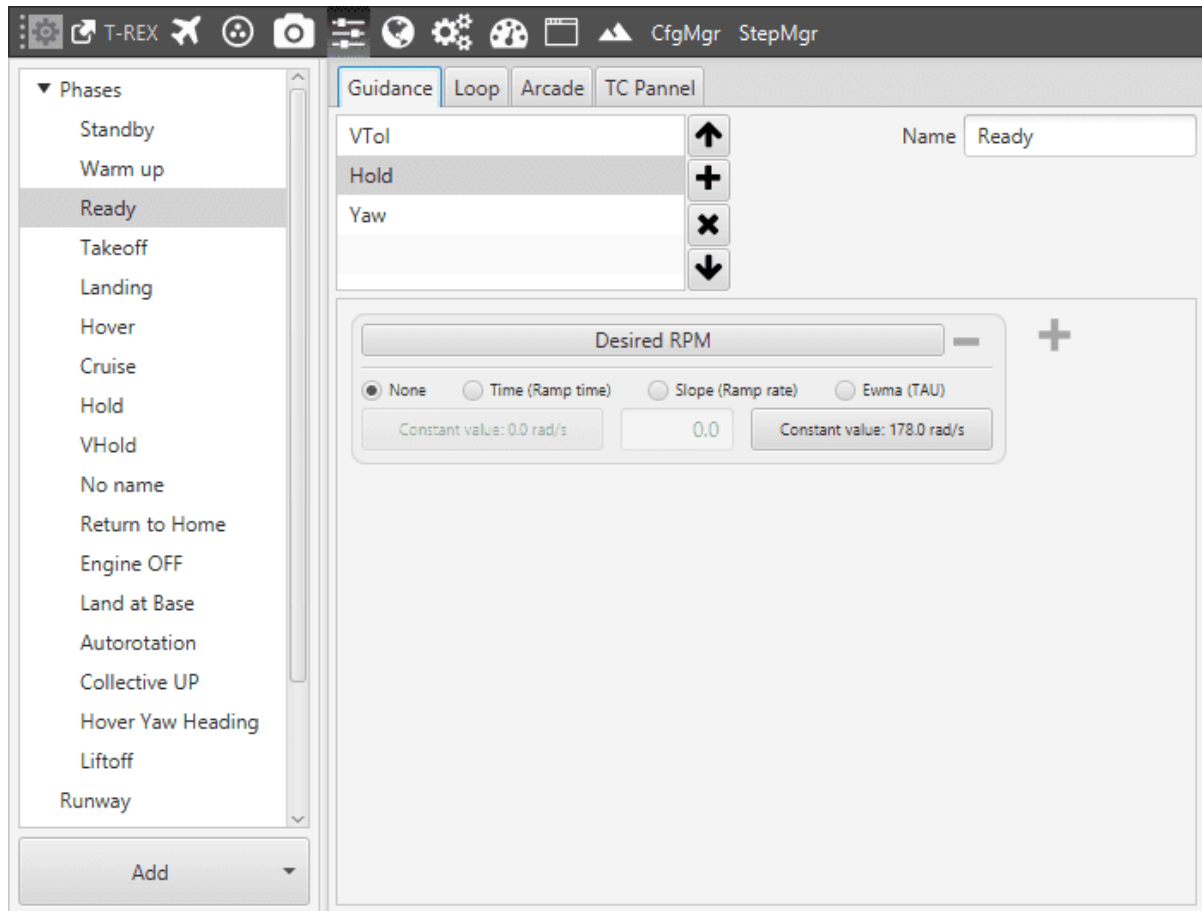 T-REX CfgMgr StepMgr
Phases
Standby
Warm up
Ready
Takeoff
Landing
Hover
Cruise
Hold
VHold
No name
Return to Home
Engine OFF
Land at Base
Autorotation
Collective UP
Hover Yaw Heading
Liftoff
Runway
Add
Guidance Loop Arcade TC Pannel
VTol
Hold
Yaw
Name Ready
Desired RPM
None Time (Ramp time) Slope (Ramp rate) Ewma (TAU)
Constant value: 0.0 rad/s 0.0 Constant value: 178.0 rad/s